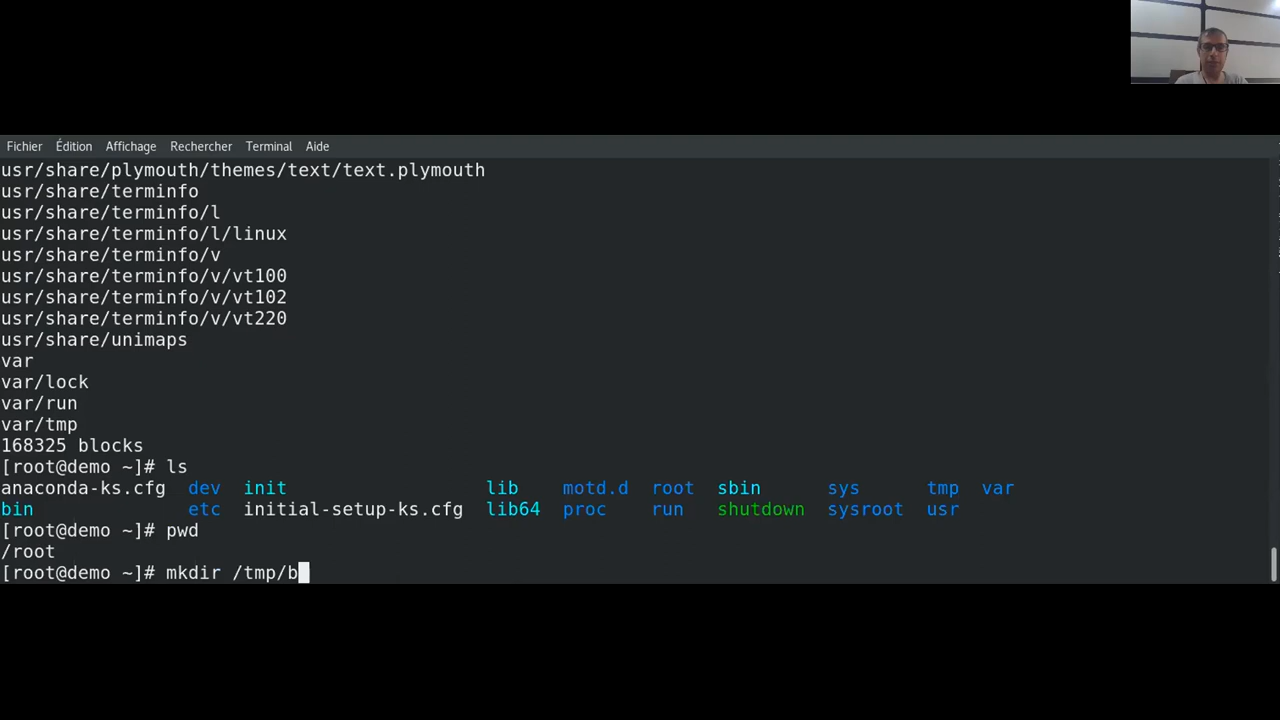 Fichier Édition Affichage Rechercher Terminal Aide
usr/share/plymouth/themes/text/text.plymouth
usr/share/terminfo
usr/share/terminfo/l
usr/share/terminfo/l/linux
usr/share/terminfo/v
usr/share/terminfo/v/vt100
usr/share/terminfo/v/vt102
usr/share/terminfo/v/vt220
usr/share/unimaps
var
var/lock
var/run
var/tmp
168325 blocks
[root@demo ~]# ls
anaconda-ks.cfg dev init lib motd.d root sbin sys tmp var
bin etc initial-setup-ks.cfg lib64 proc run shutdown sysroot usr
[root@demo ~]# pwd
/root
[root@demo ~]# mkdir /tmp/b